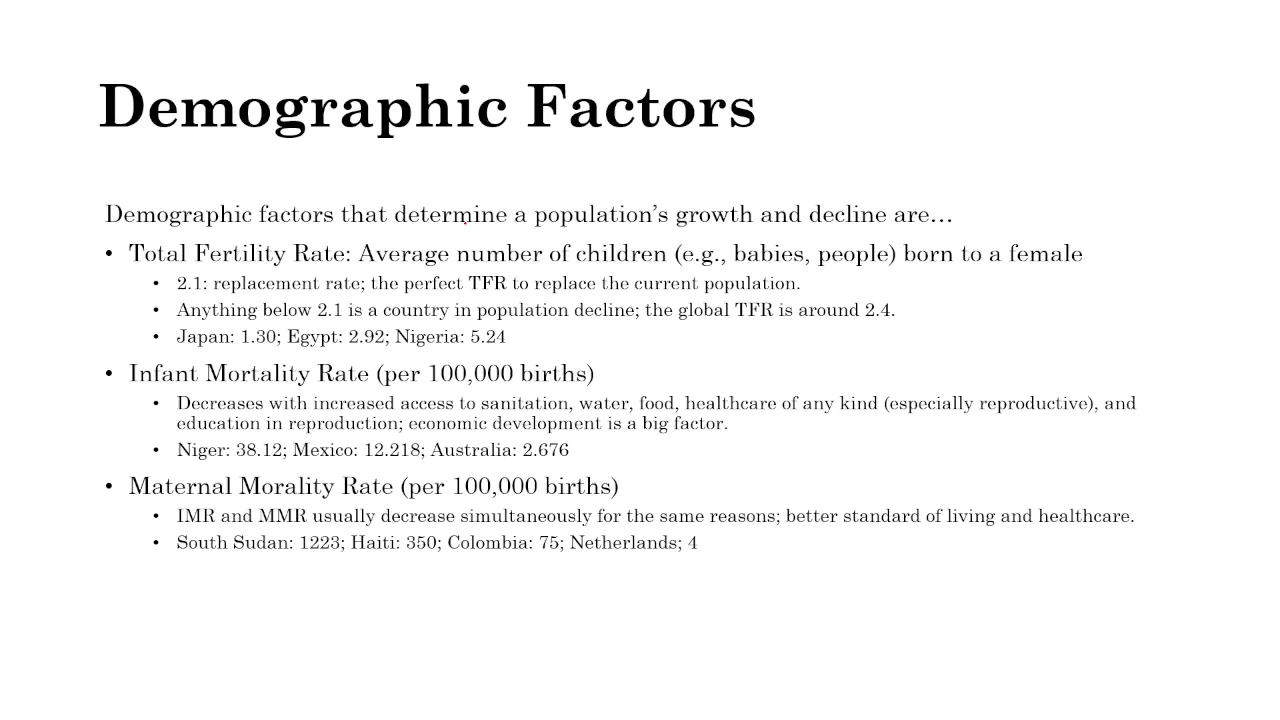 Demographic Factors
Demographic factors that determine a population's growth and decline are…
• Total Fertility Rate: Average number of children (e.g., babies, people) born to a female
• 2.1: replacement rate; the perfect TFR to replace the current population.
• Anything below 2.1 is a country in population decline; the global TFR is around 2.4.
• Japan: 1.30; Egypt: 2.92; Nigeria: 5.24
• Infant Mortality Rate (per 100,000 births)
• Decreases with increased access to sanitation, water, food, healthcare of any kind (especially reproductive), and
education in reproduction; economic development is a big factor.
• Niger: 38.12; Mexico: 12.218; Australia: 2.676
• Maternal Morality Rate (per 100,000 births)
• IMR and MMR usually decrease simultaneously for the same reasons; better standard of living and healthcare.
• South Sudan: 1223; Haiti: 350; Colombia: 75; Netherlands; 4